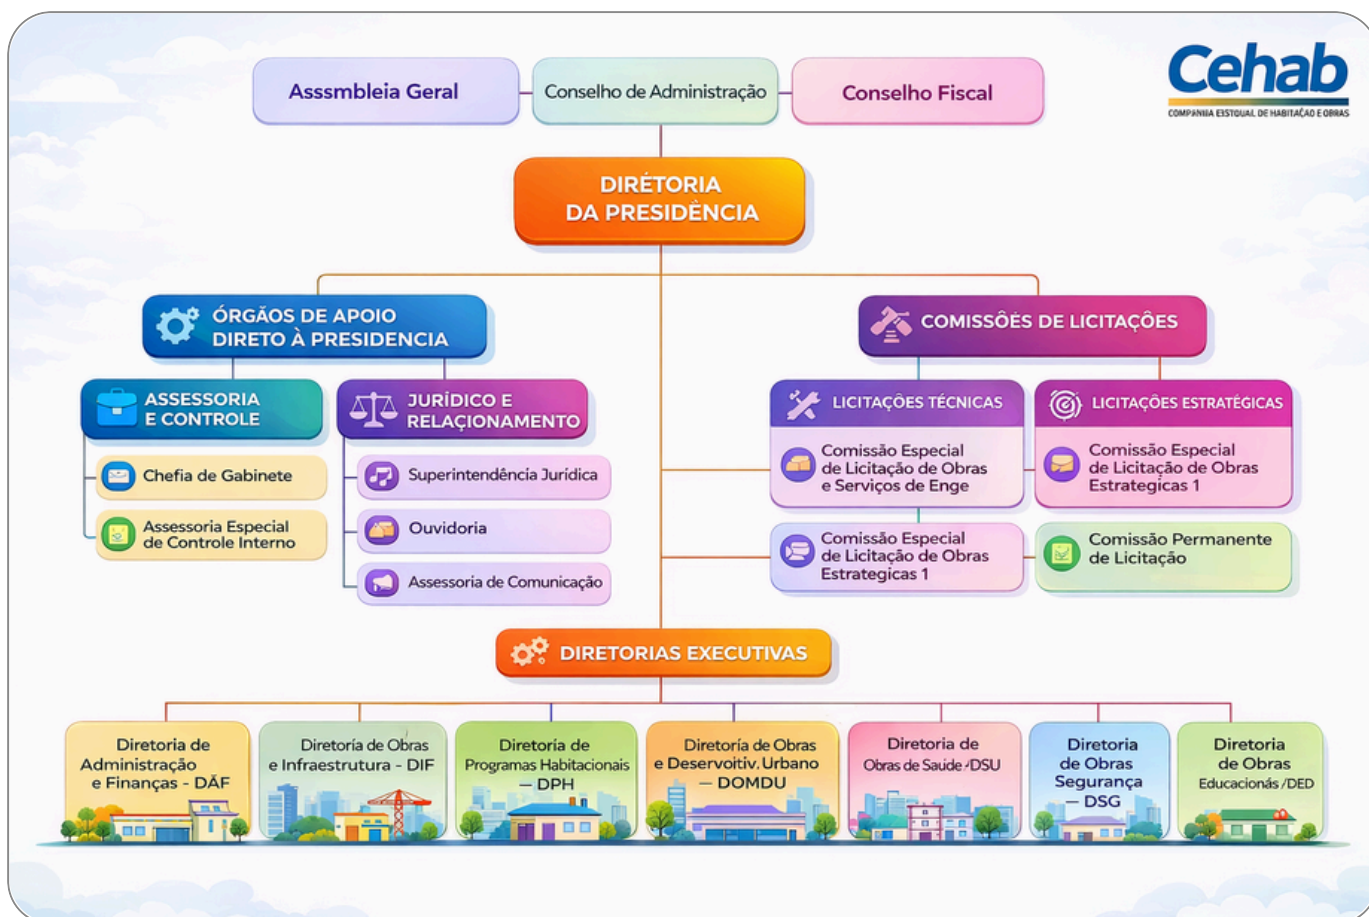 Asssmbleia Geral
Conselho de Administração
Conselho Fiscal
Cehab
COMPANHIA ESTQUAL DE HABITAÇÃO E OBRAS
DIRÉTORIA
DA PRESIDÊNCIA
ÓRGÃOS DE APOIO
DIRETO À PRESIDENCIA
COMISSÕES DE LICITAÇÕES
ASSESSORIA
E CONTROLE
JURÍDICO E
RELAÇIONAMENTO
LICITAÇÕES TÉCNICAS
LICITAÇÕES ESTRATÉGICAS
Chefia de Gabinete
Assessoria Especial
de Controle Interno
Superintendência Jurídica
Ouvidoria
Assessoria de Comunicação
Comissão Especial
de Licitação de Obras
e Serviços de Enge
Comissão Especial
de Licitação de Obras
Estrategicas 1
Comissão Especial
de Licitação de Obras
Estrategicas 1
Comissão Permanente
de Licitação
DIRETORIAS EXECUTIVAS
Diretoria de
Administração
e Finanças - DÄF
Diretoría de Obras
e Infraestrutura - DIF
Diretoría de
Programas Habitacionais
— DPH
Diretoría de Obras
e Deservoitiv. Urbano
— DOMDU
Diretoria de
Obras de Saúde /DSU
Diretoria
de Obras
Segurança
— DSG
Diretoria
de Obras
Educacionás /DED